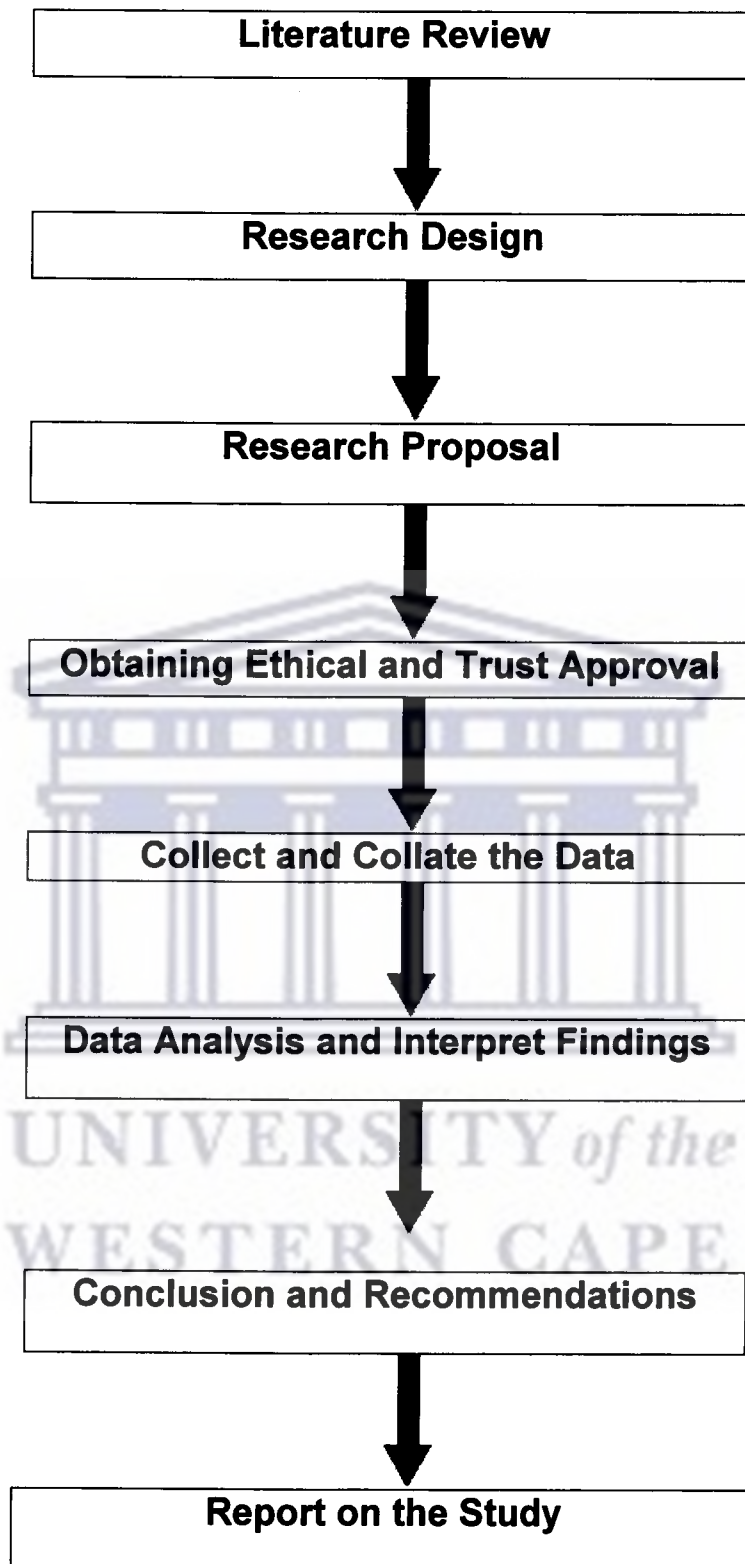 Literature Review
Research Design
Research Proposal
Obtaining Ethical and Trust Approval
Collect and Collate the Data
Data Analysis and Interpret Findings
UNIVERSITY of the
WESTERN CAPE
Conclusion and Recommendations
Report on the Study